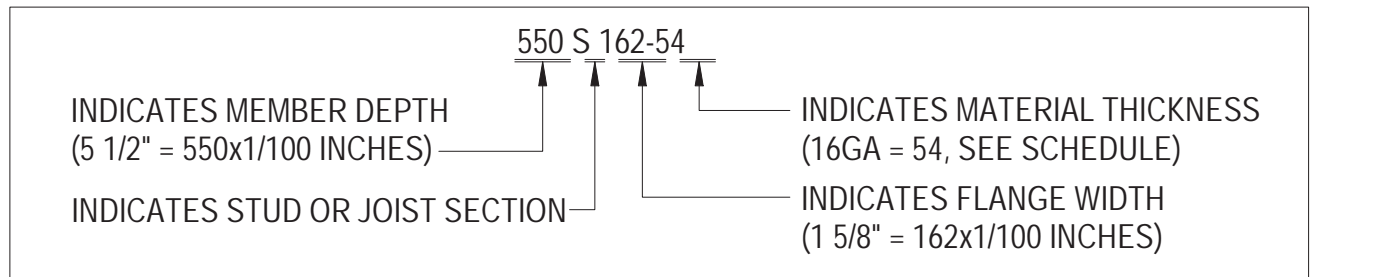 550 S 162-54
INDICATES MEMBER DEPTH
(5 1/2" = 550x1/100 INCHES)
INDICATES STUD OR JOIST SECTION
INDICATES MATERIAL THICKNESS
(16GA = 54, SEE SCHEDULE)
INDICATES FLANGE WIDTH
(1 5/8" = 162x1/100 INCHES)